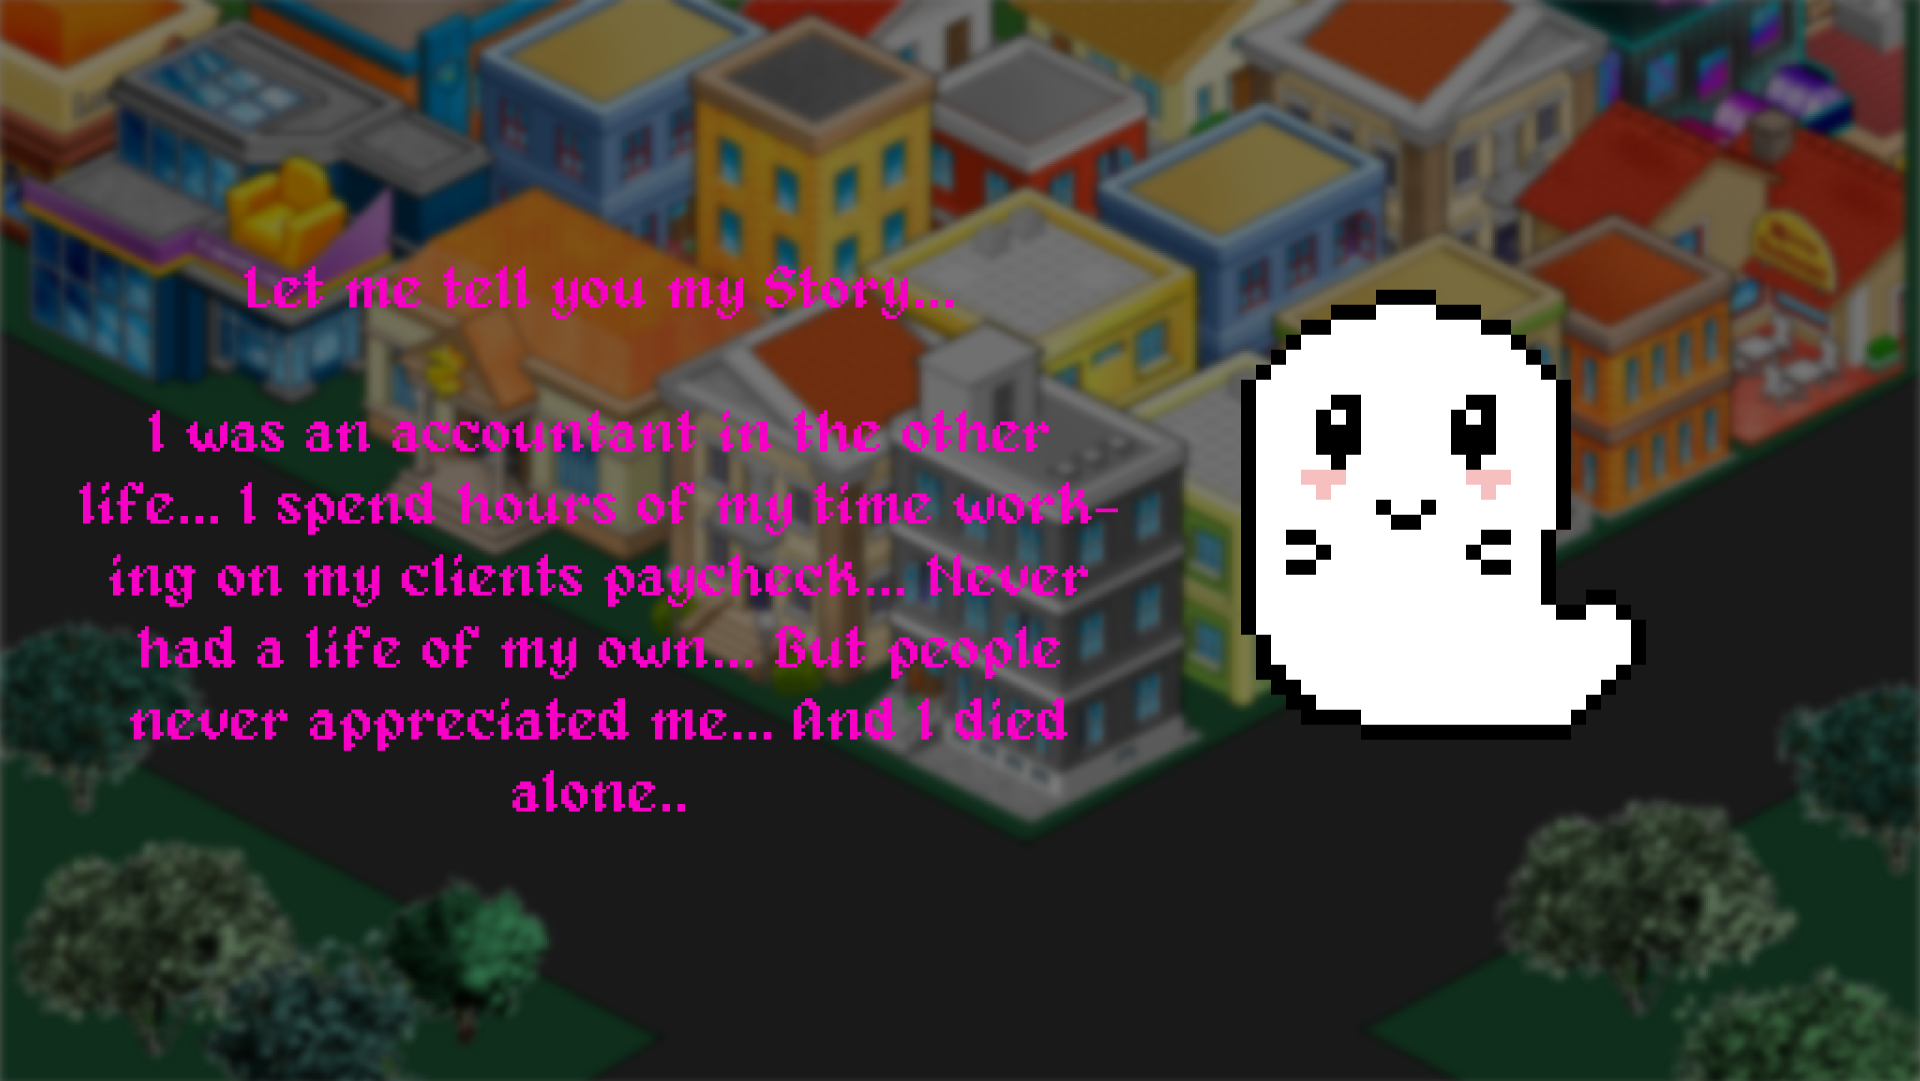 Let me tell you my Story...
I was an accountant in the other
life... I spend hours of my time work-
ing on my clients paycheck... Never
had a life of my own... But people
never appreciated me... And I died
alone..